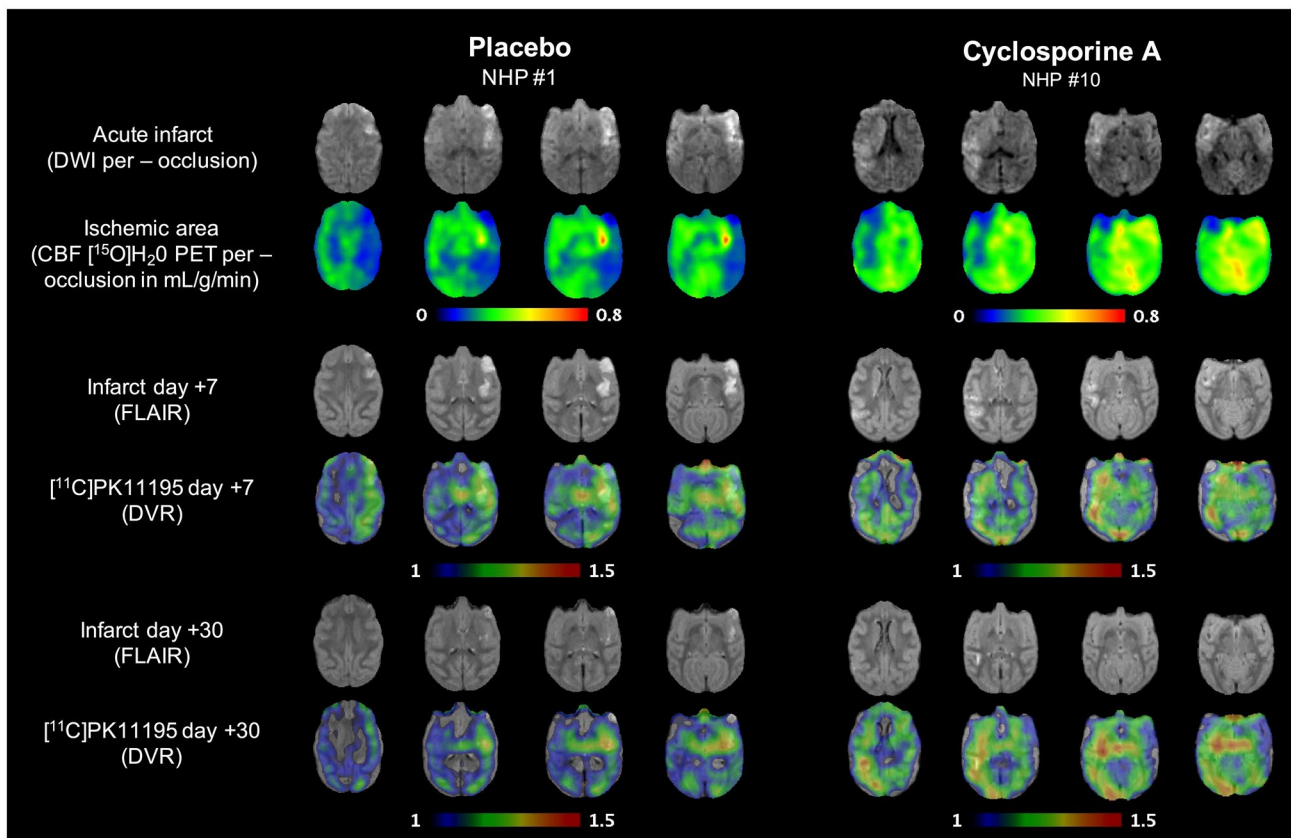 Placebo
NHP #1
Cyclosporine A
NHP #10
Acute infarct
(DWI per – occlusion)
Ischemic area
(CBF [¹⁵O]H₂0 PET per –
occlusion in mL/g/min)
0 0.8
0 0.8
Infarct day +7
(FLAIR)
[¹¹C]PK11195 day +7
(DVR)
1 1.5
1 1.5
Infarct day +30
(FLAIR)
[¹¹C]PK11195 day +30
(DVR)
1 1.5
1 1.5